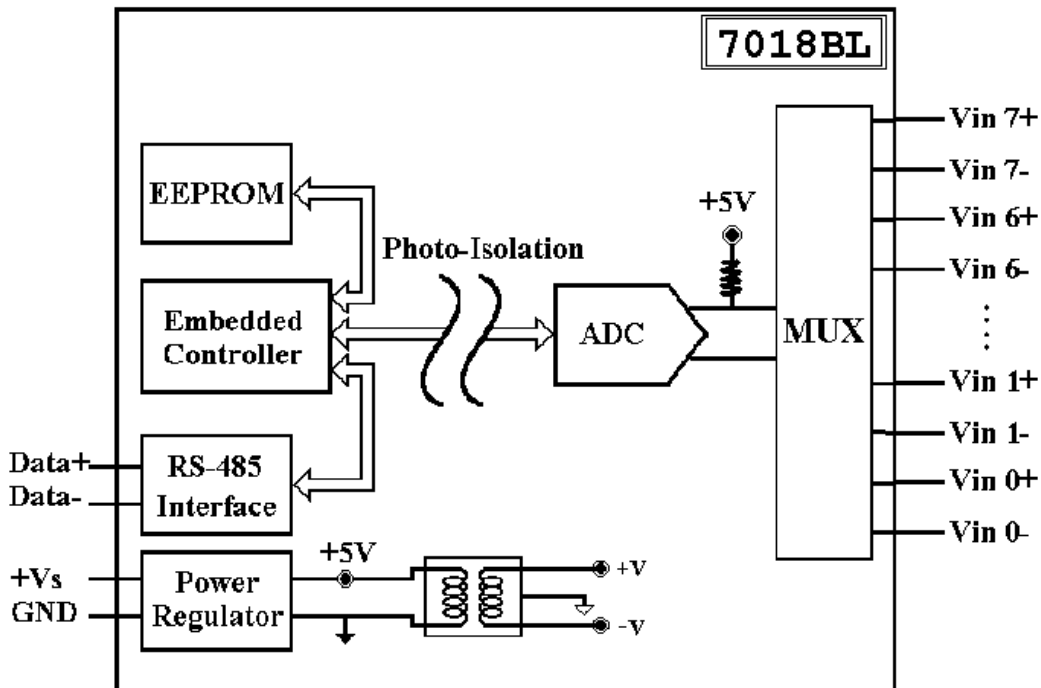 7018BL
Vin 7+
Vin 7-
Vin 6+
Vin 6-
Vin 1+
Vin 1-
Vin 0+
Vin 0-
MUX
+5V
ADC
Photo-Isolation
EEPROM
Embedded
Controller
RS-485
Interface
Data+
Data-
+Vs
GND
Power
Regulator
+5V
+V
-V